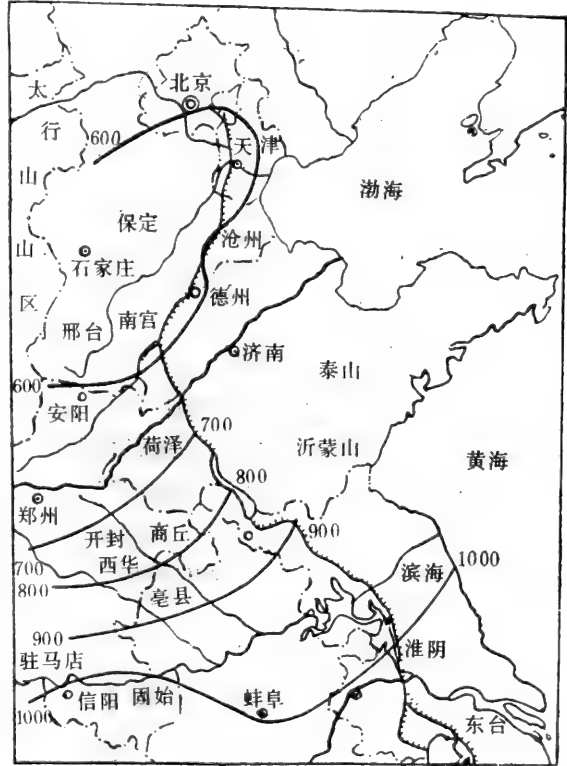 北京
太
行
山
山
区
600
天津
渤海
保定
沧州
石家庄
德州
南宫
邢台
济南
泰山
600
安阳
700
荷泽
沂蒙山
黄海
800
郑州
商丘
900
开封
1000
700
西华
滨海
800
亳县
900
淮阴
驻马店
信阳
固始
蚌阜
1000
东台